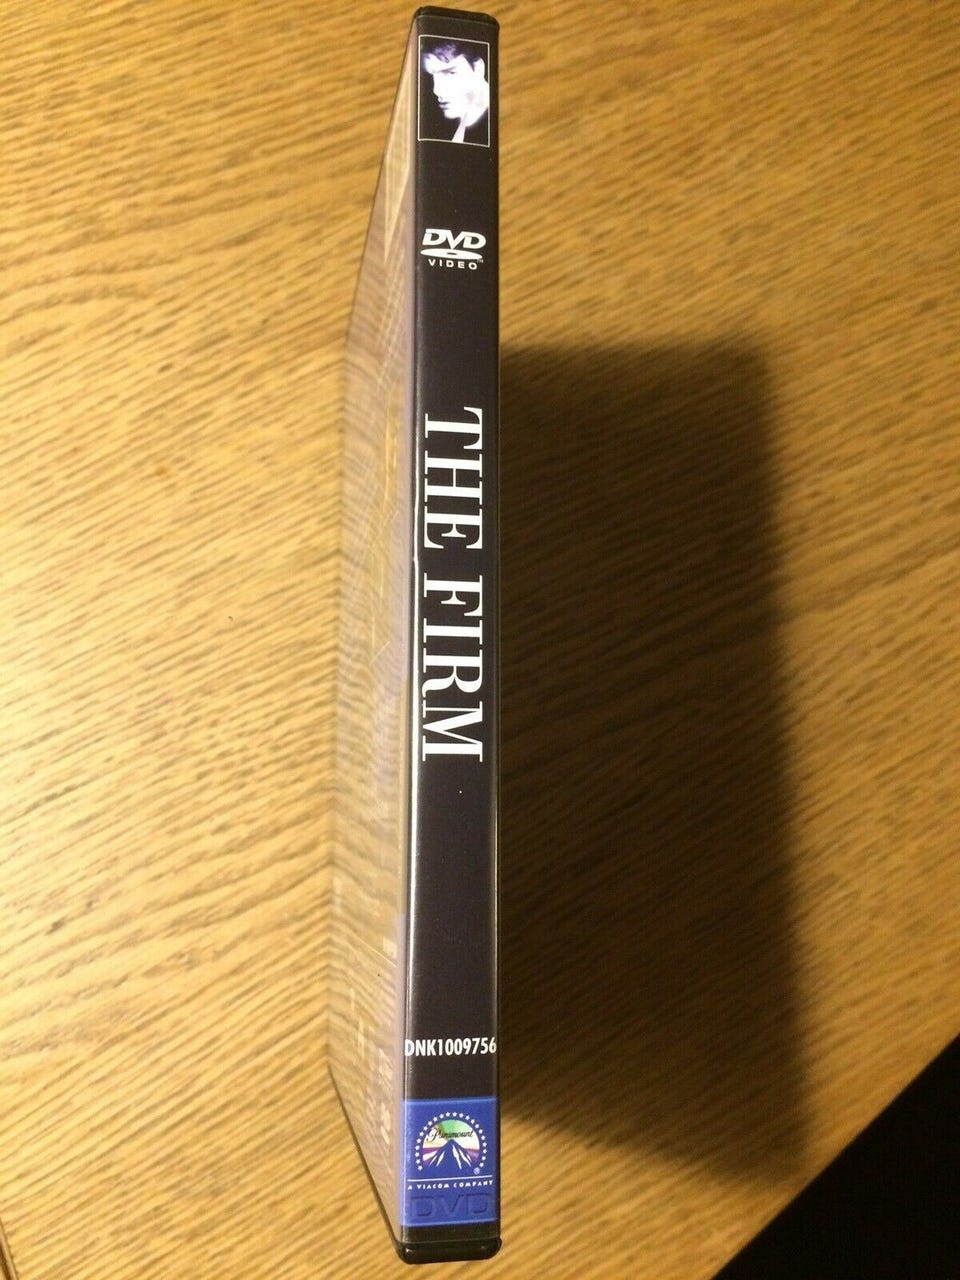 DVD
VIDEO
THE FIRM
DNK1009756
Paramount
A VIACOM COMPANY
DVD